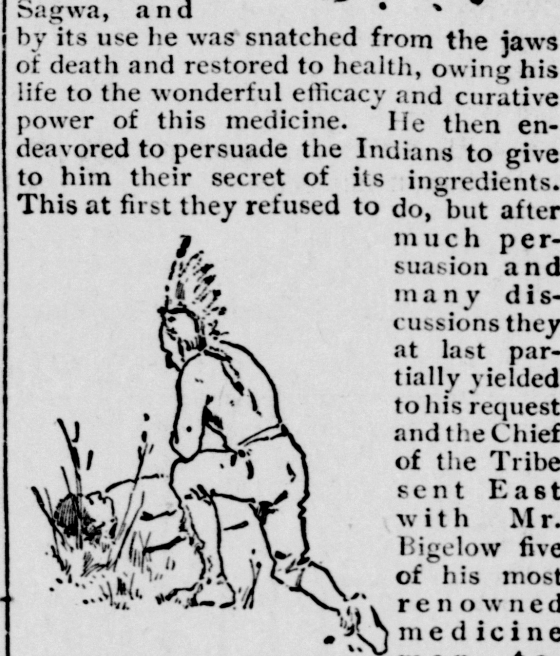 Sagwa, and
by its use he was snatched from the jaws
of death and restored to health, owing his
life to the wonderful efficacy and curative
power of this medicine. He then en-
deavored to persuade the Indians to give
to him their secret of its ingredients.
This at first they refused to do, but after
much per-
suasion and
many dis-
cussions they
at last par-
tially yielded
to his request
and the Chief
of the Tribe
sent East
with Mr.
Bigelow five
of his most
renowned
medicine